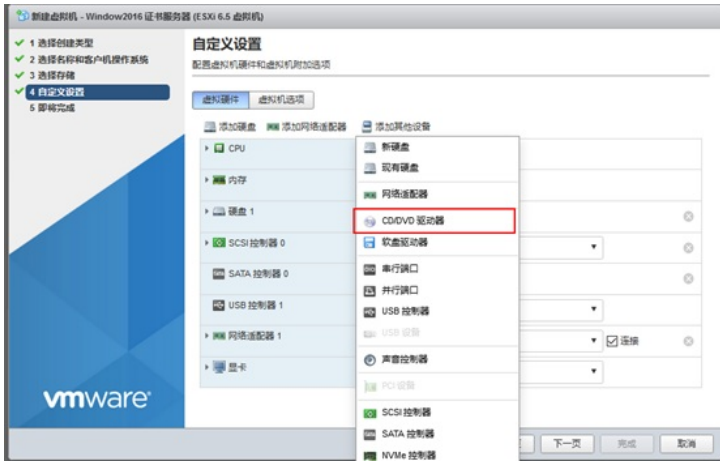 新建虚拟机 - Window2016 证书服务器 (ESXi 6.5 虚拟机)
1 选择创建类型
2 选择名称和客户机操作系统
3 选择存储
4 自定义设置
5 即将完成
自定义设置
配置虚拟机硬件和虚拟机附加选项
虚拟硬件 虚拟机选项
添加硬盘 添加网络适配器 添加其他设备
CPU
内存
硬盘 1
SCSI 控制器 0
SATA 控制器 0
USB 控制器 1
网络适配器 1
显卡
新硬盘
现有硬盘
网络适配器
CD/DVD 驱动器
软盘驱动器
串行端口
并行端口
USB 控制器
USB 设备
声音控制器
PCI 设备
SCSI 控制器
SATA 控制器
NVMe 控制器
连接
vmware
下一页 完成 取消